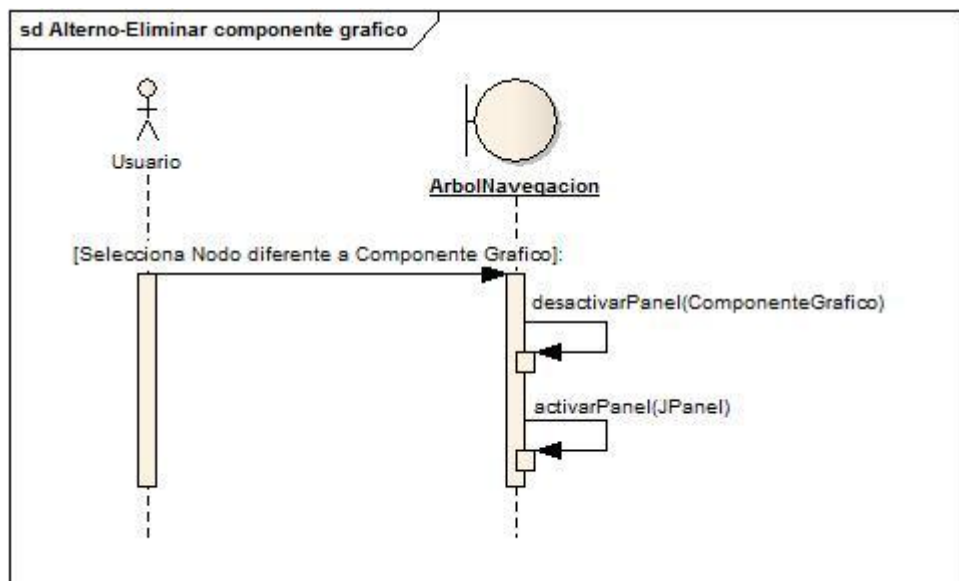 sd Alterno-Eliminar componente grafico
Usuario
ArbolNavegacion
[Selecciona Nodo diferente a Componente Grafico]:
desactivarPanel(ComponenteGrafico)
activarPanel(JPanel)